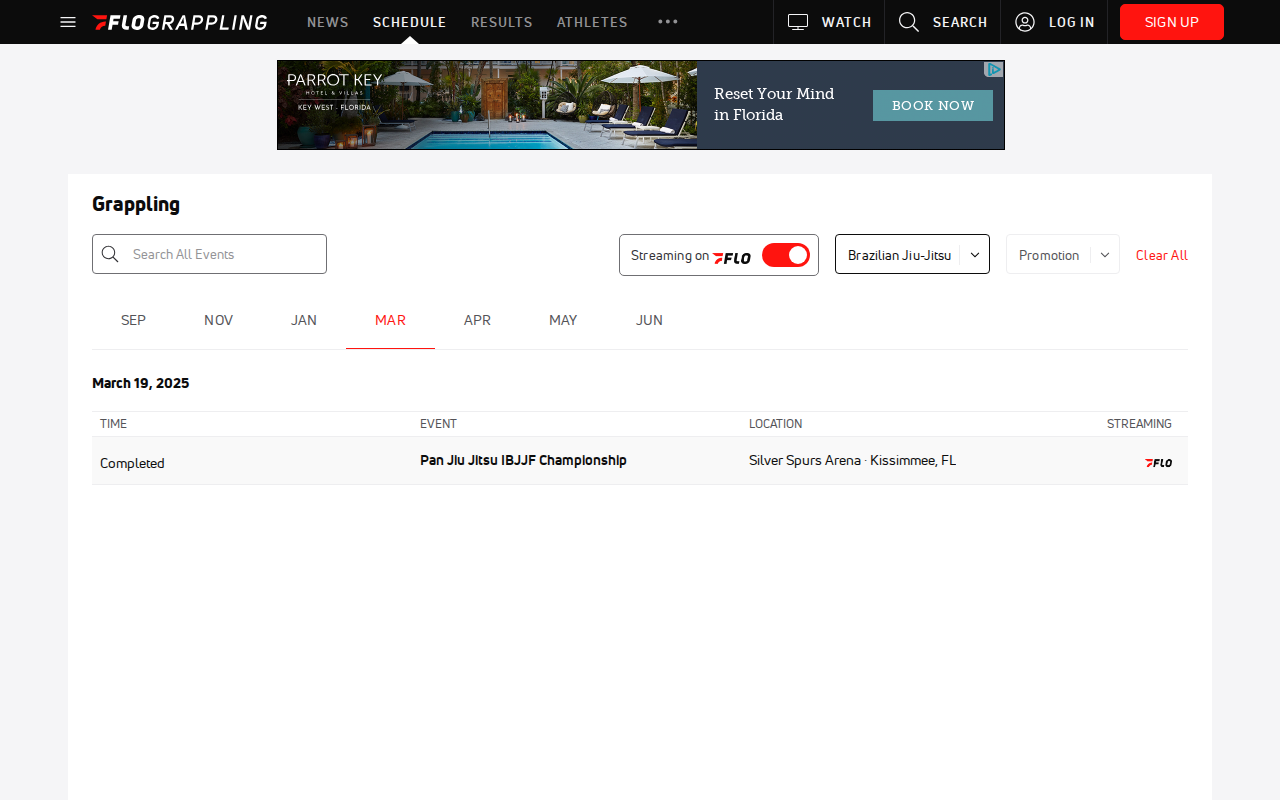 FLOGRAPPLING NEWS SCHEDULE RESULTS ATHLETES WATCH SEARCH LOG IN SIGN UP
PARROT KEY
HOTEL & VILLAS
KEY WEST - FLORIDA
Reset Your Mind
in Florida
BOOK NOW
Grappling
Search All Events
Streaming on FLO
Brazilian Jiu-Jitsu
Promotion
Clear All
SEP NOV JAN MAR APR MAY JUN
March 19, 2025
TIME EVENT LOCATION STREAMING
Completed Pan Jiu Jitsu IBJJF Championship Silver Spurs Arena · Kissimmee, FL FLO